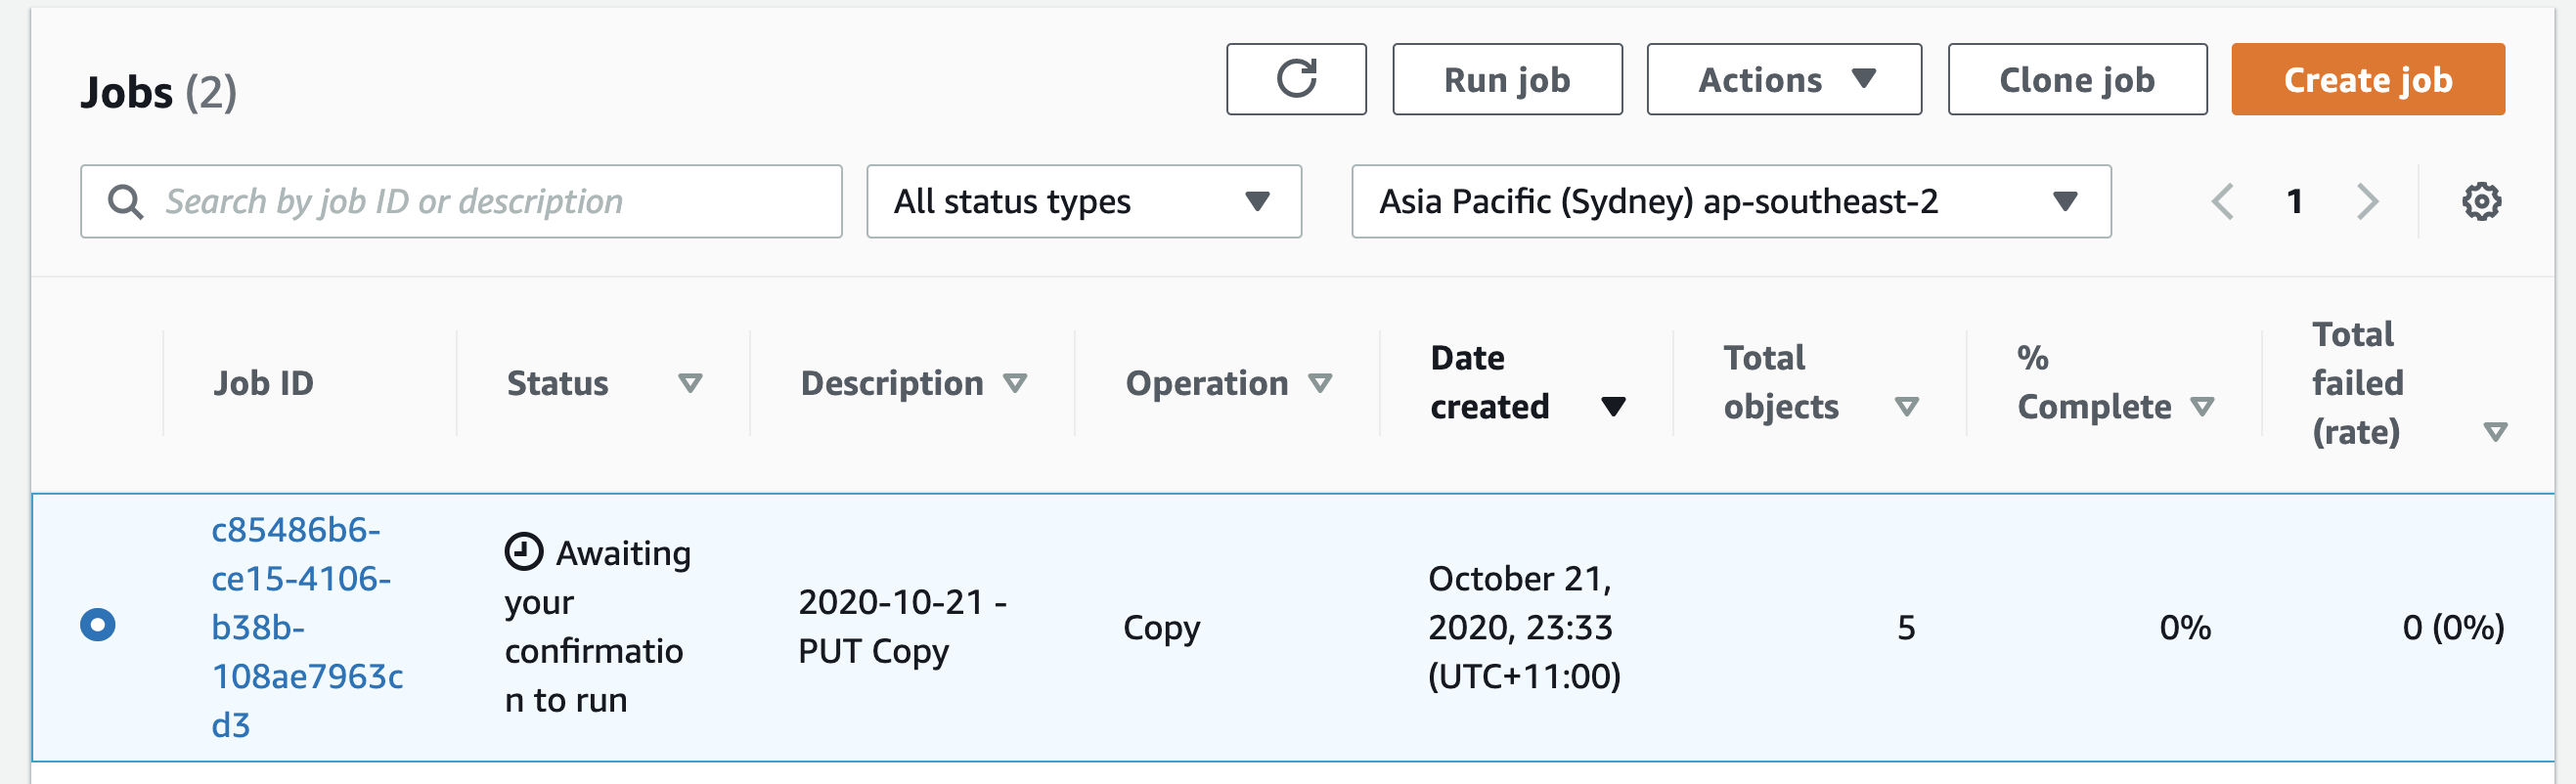 Jobs (2)
Run job
Actions
Clone job
Create job
Search by job ID or description
All status types
Asia Pacific (Sydney) ap-southeast-2
1
Job ID
Status
Description
Operation
Date
created
Total
objects
%
Complete
Total
failed
(rate)
c85486b6-
ce15-4106-
b38b-
108ae7963c
d3
Awaiting
your
confirmatio
n to run
2020-10-21 -
PUT Copy
Copy
October 21,
2020, 23:33
(UTC+11:00)
5
0%
0 (0%)